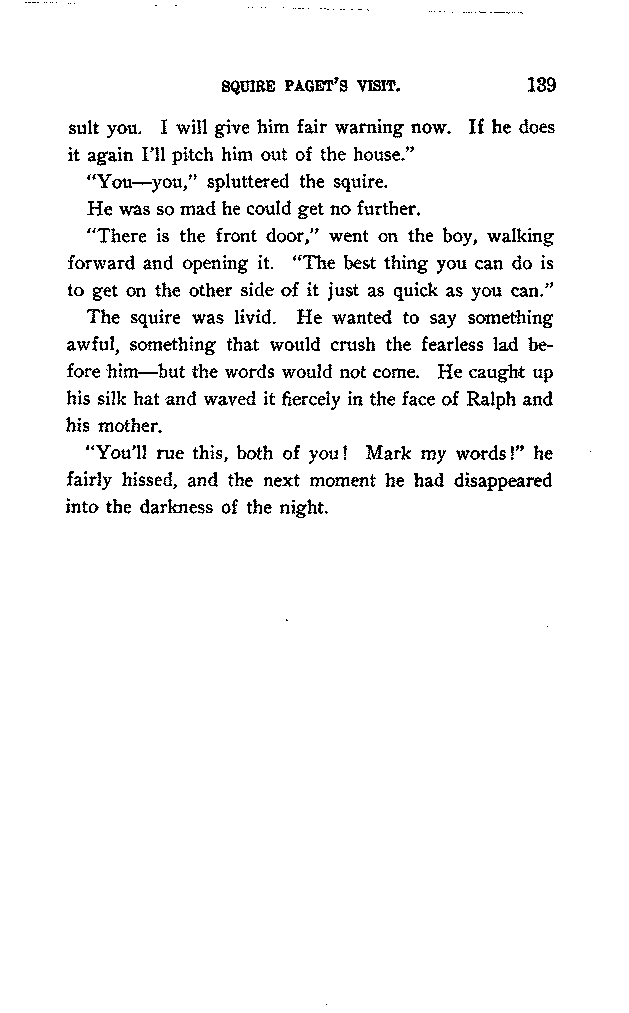 SQUIRE PAGET'S VISIT. 139
sult you. I will give him fair warning now. If he does
it again I'll pitch him out of the house."
"You—you," spluttered the squire.
He was so mad he could get no further.
"There is the front door," went on the boy, walking
forward and opening it. "The best thing you can do is
to get on the other side of it just as quick as you can."
The squire was livid. He wanted to say something
awful, something that would crush the fearless lad be-
fore him—but the words would not come. He caught up
his silk hat and waved it fiercely in the face of Ralph and
his mother.
"You'll rue this, both of you! Mark my words!" he
fairly hissed, and the next moment he had disappeared
into the darkness of the night.